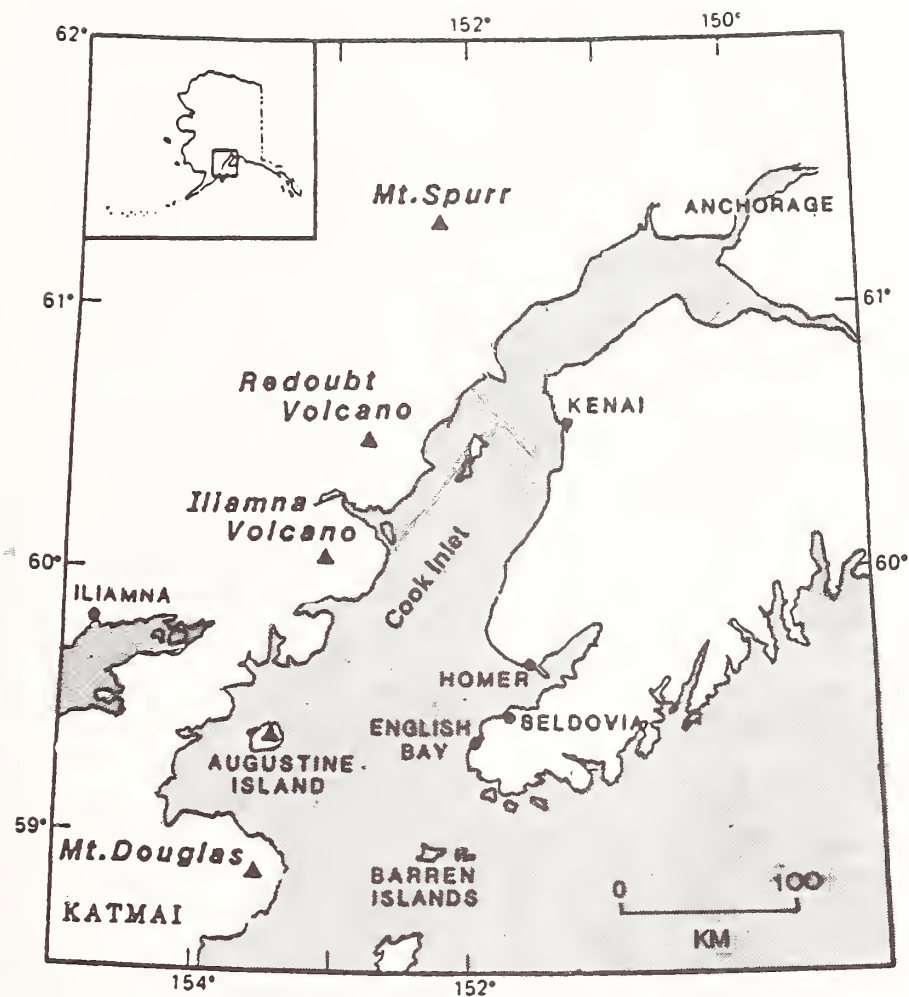 62°
152°
150°
Mt.Spurr
ANCHORAGE
61°
61°
Redoubt
Volcano
KENAI
Iliamna
Volcano
60°
60°
Cook Inlet
ILIAMNA
HOMER
SELDOVIA
ENGLISH
BAY
AUGUSTINE
ISLAND
59°
Mt.Douglas
BARREN
ISLANDS
0
100
KM
KATMAI
154°
152°